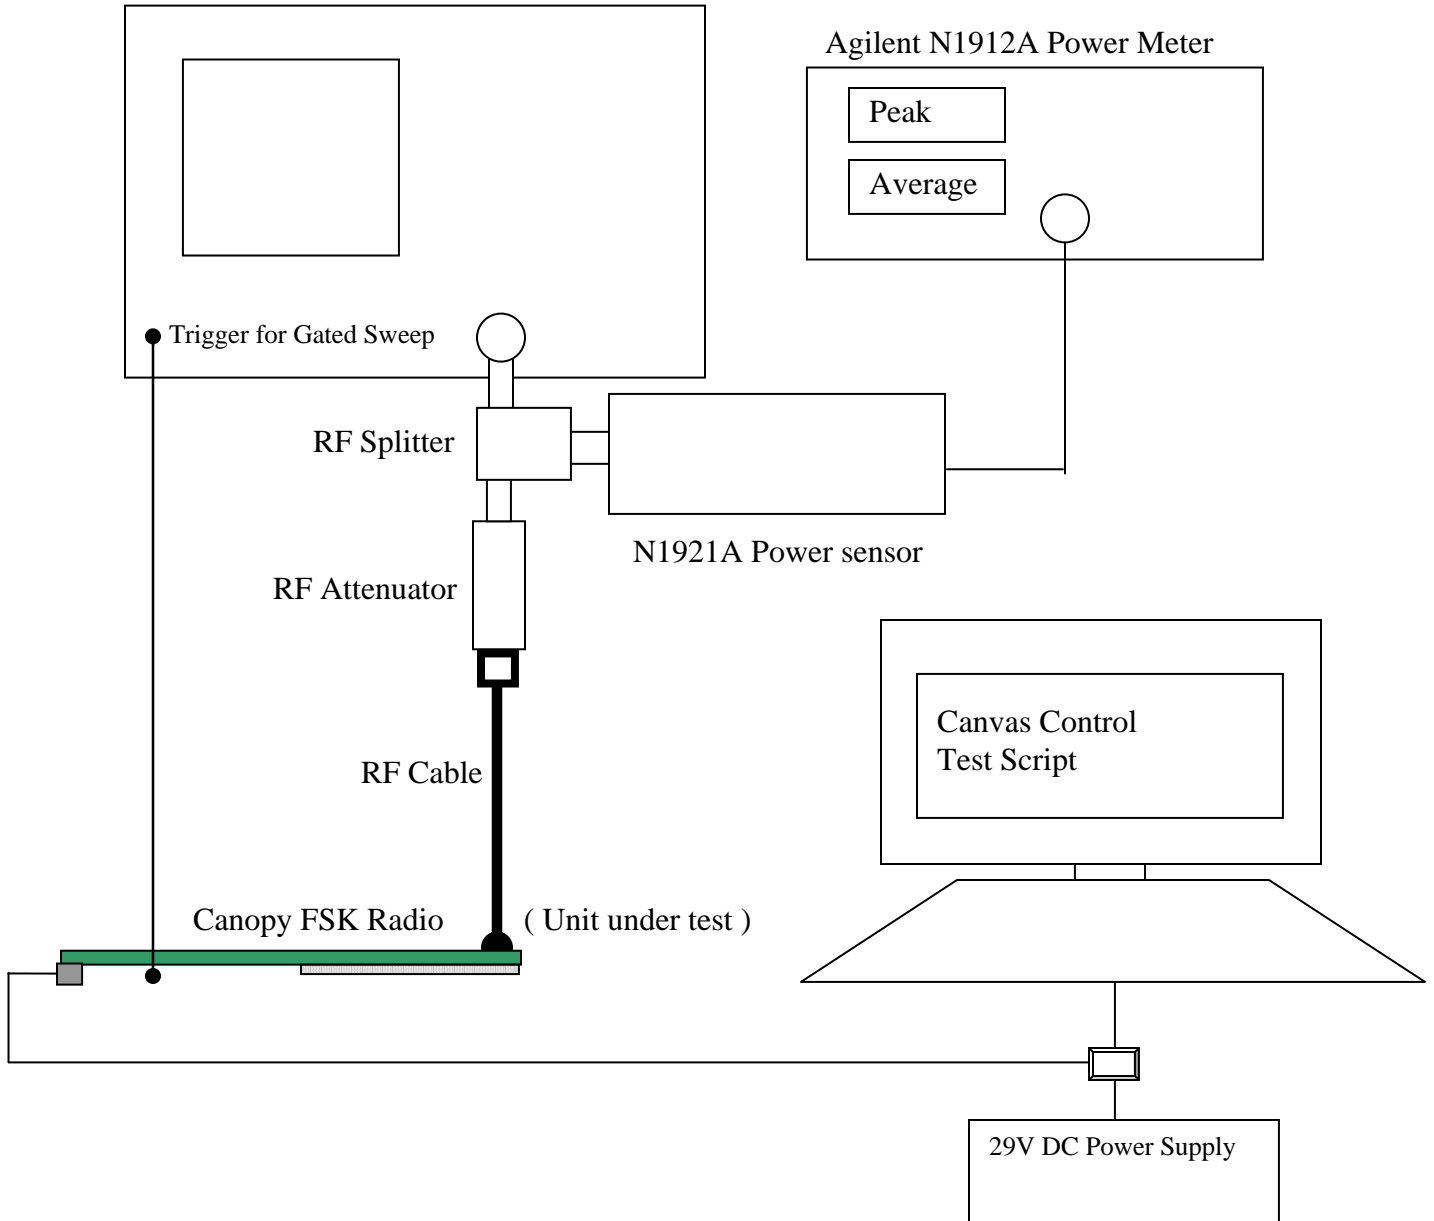 Agilent N1912A Power Meter
Peak
Average
Trigger for Gated Sweep
RF Splitter
N1921A Power sensor
RF Attenuator
Canvas Control
Test Script
RF Cable
Canopy FSK Radio
( Unit under test )
29V DC Power Supply